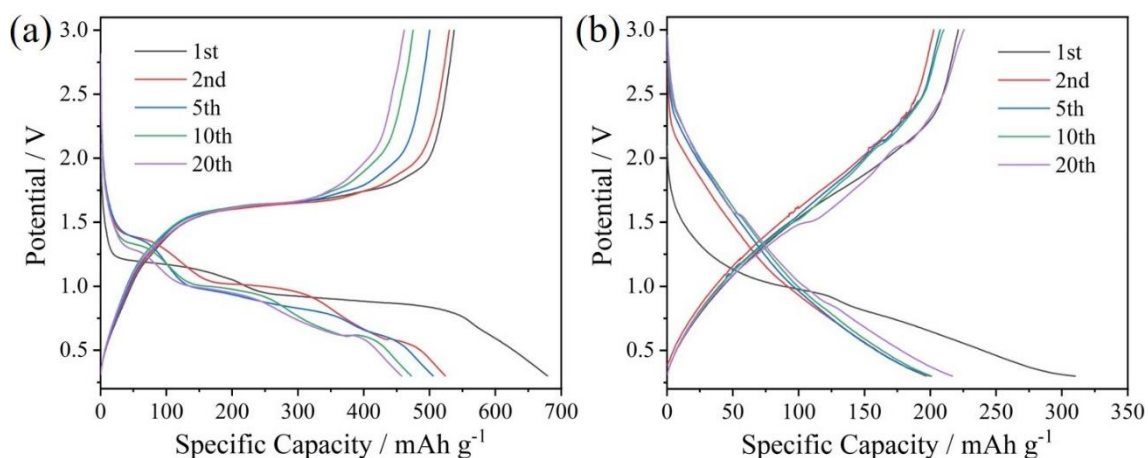 (a)
1st
2nd
5th
10th
20th
3.0
2.5
2.0
1.5
1.0
0.5
Potential / V
0 100 200 300 400 500 600 700
Specific Capacity / mAh g⁻¹
(b)
1st
2nd
5th
10th
20th
3.0
2.5
2.0
1.5
1.0
0.5
Potential / V
0 50 100 150 200 250 300 350
Specific Capacity / mAh g⁻¹